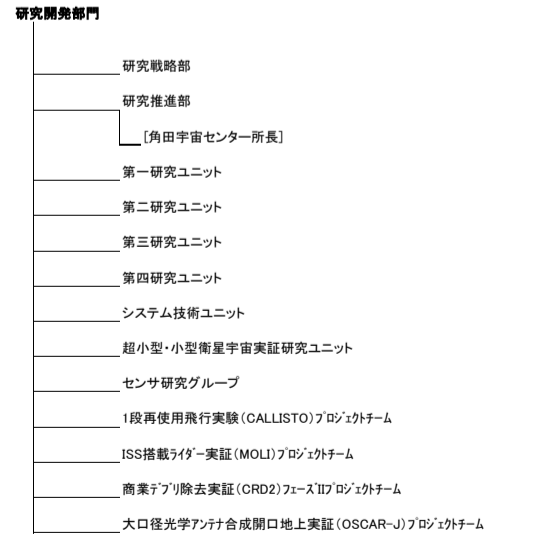 研究開発部門
研究戦略部
研究推進部
[角田宇宙センター所長]
第一研究ユニット
第二研究ユニット
第三研究ユニット
第四研究ユニット
システム技術ユニット
超小型・小型衛星宇宙実証研究ユニット
センサ研究グループ
1段再使用飛行実験(CALLISTO)ﾌﾟﾛｼﾞｪｸﾄチーム
ISS搭載ﾗｲﾀﾞｰ実証(MOLI)ﾌﾟﾛｼﾞｪｸﾄチーム
商業ﾃﾞﾌﾞﾘ除去実証(CRD2)ﾌｪｰｽﾞIIﾌﾟﾛｼﾞｪｸﾄチーム
大口径光学ｱﾝﾃﾅ合成開口地上実証(OSCAR-J)ﾌﾟﾛｼﾞｪｸﾄチーム